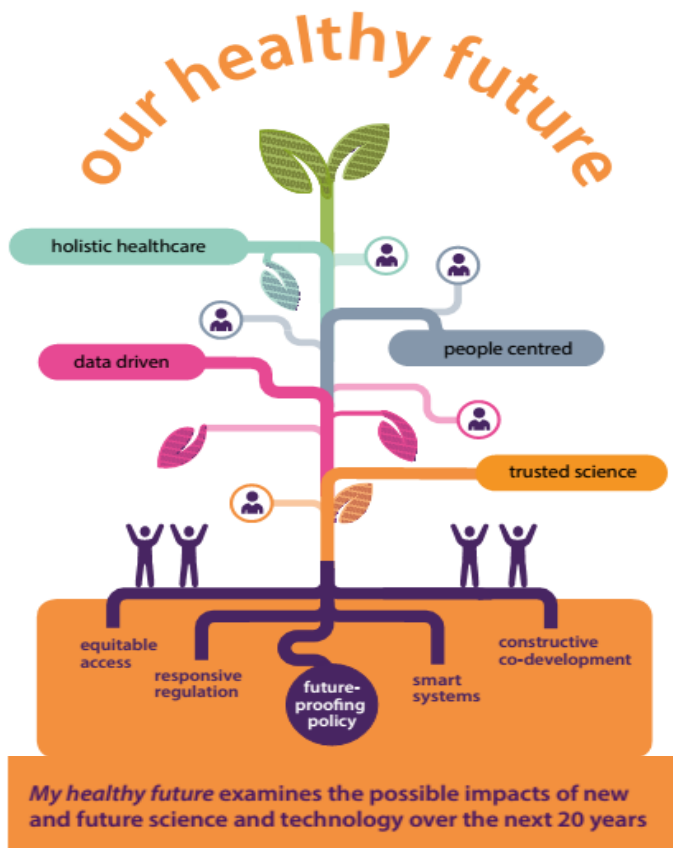 our healthy future
holistic healthcare
people centred
data driven
trusted science
equitable
access
responsive
regulation
future-
proofing
policy
smart
systems
constructive
co-development
My healthy future examines the possible impacts of new
and future science and technology over the next 20 years